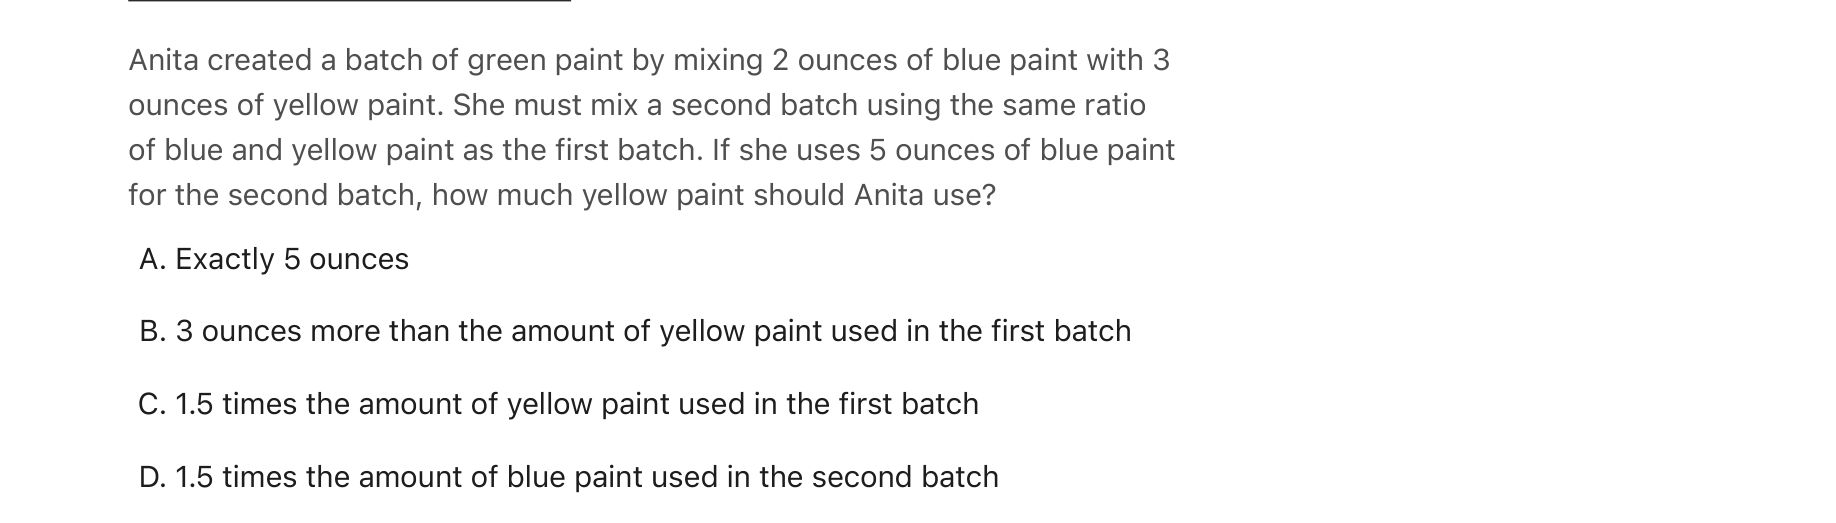 Anita created a batch of green paint by mixing 2 ounces of blue paint with 3
ounces of yellow paint. She must mix a second batch using the same ratio
of blue and yellow paint as the first batch. If she uses 5 ounces of blue paint
for the second batch, how much yellow paint should Anita use?
A. Exactly 5 ounces
B. 3 ounces more than the amount of yellow paint used in the first batch
C. 1.5 times the amount of yellow paint used in the first batch
D. 1.5 times the amount of blue paint used in the second batch